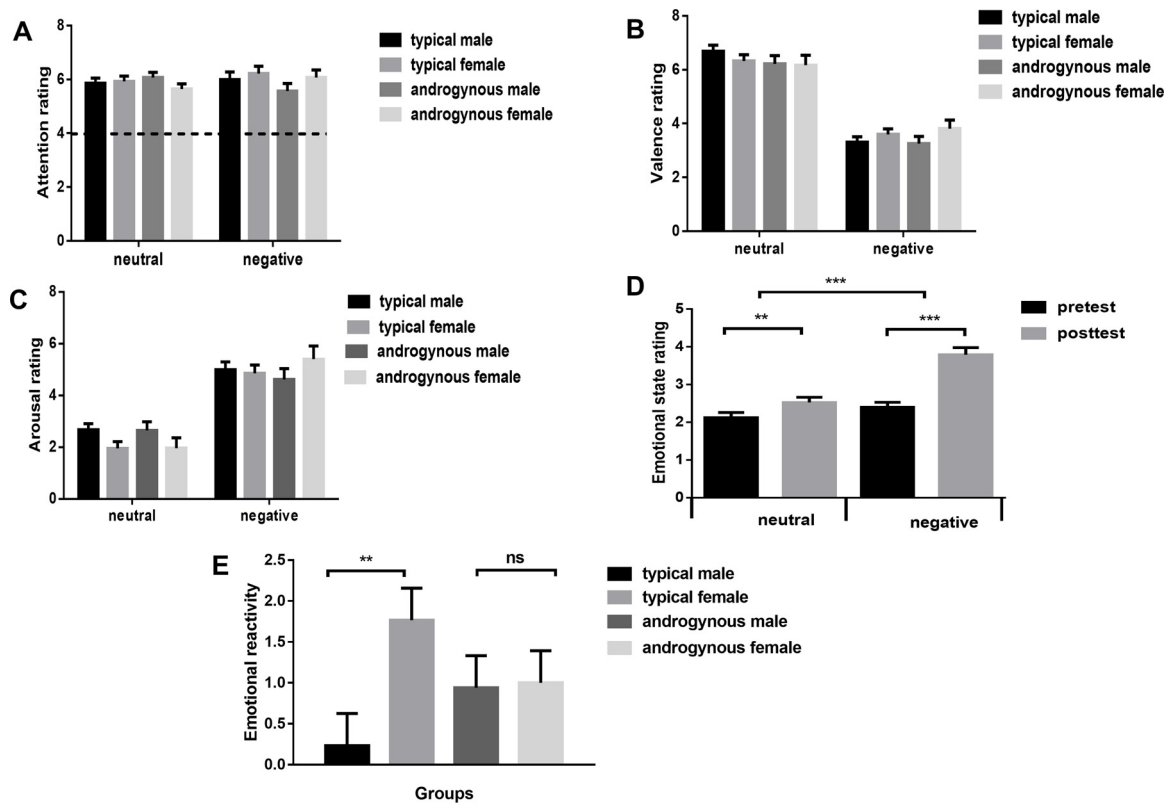 A
Attention rating
8
6
4
2
0
neutral
negative
typical male
typical female
androgynous male
androgynous female
B
Valence rating
8
6
4
2
0
neutral
negative
typical male
typical female
androgynous male
androgynous female
C
Arousal rating
8
6
4
2
0
neutral
negative
typical male
typical female
androgynous male
androgynous female
D
Emotional state rating
5
4
3
2
1
0
***
**
***
neutral
negative
pretest
posttest
E
Emotional reactivity
2.5
2.0
1.5
1.0
0.5
0.0
**
ns
Groups
typical male
typical female
androgynous male
androgynous female